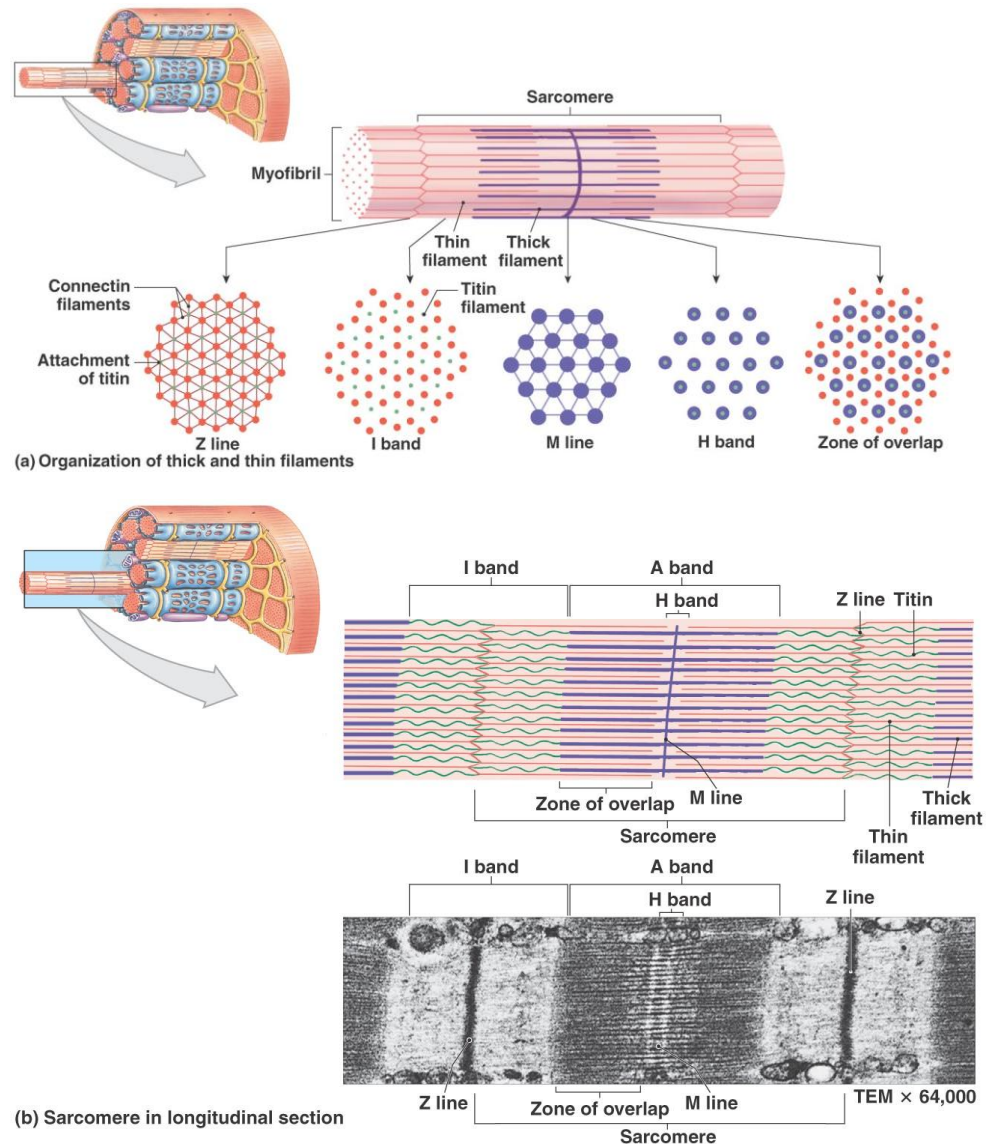 Sarcomere
Myofibril
Thin
filament
Thick
filament
Connectin
filaments
Titin
filament
Attachment
of titin
Z line
I band
M line
H band
Zone of overlap
(a) Organization of thick and thin filaments
I band
A band
H band
Z line
Titin
Zone of overlap
M line
Sarcomere
Thin
filament
Thick
filament
I band
A band
H band
Z line
Z line
Zone of overlap
M line
TEM × 64,000
Sarcomere
(b) Sarcomere in longitudinal section